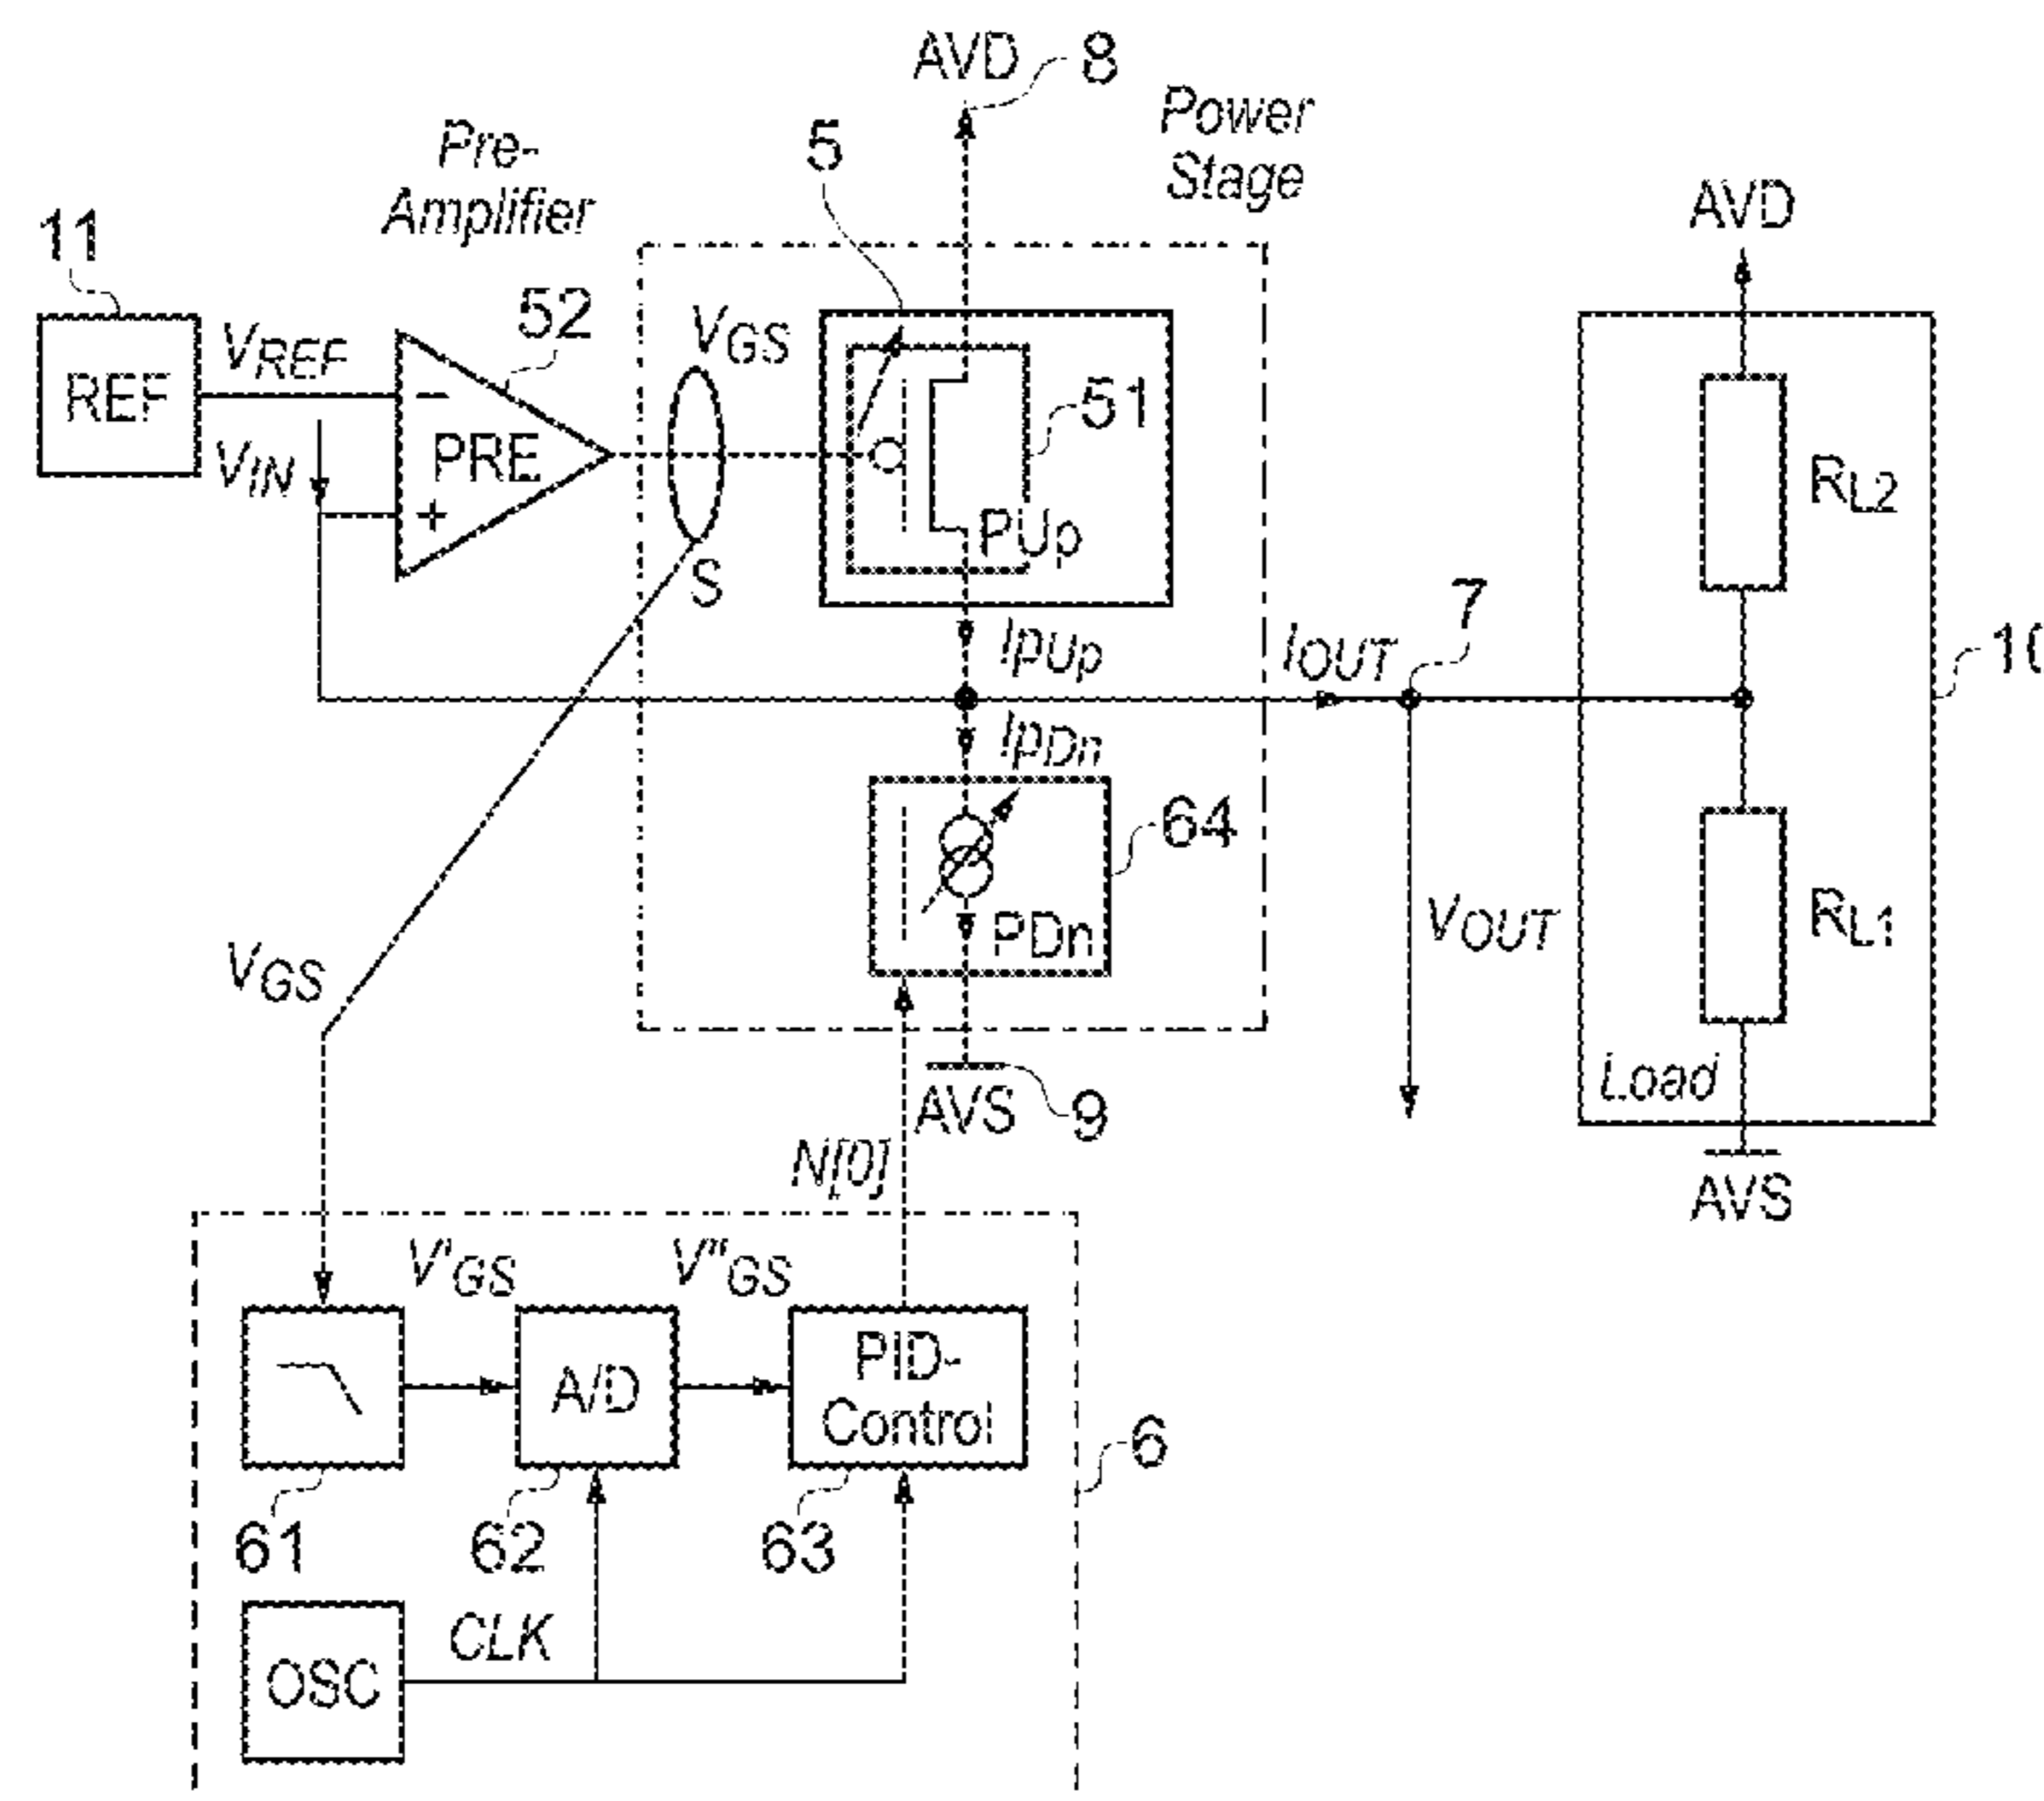 AVD 8
Power
Stage
Pre-
Amplifier
5
11
52
VREF
VGS
REF
−
PRE
51
VIN
+
PUp
S
AVD
RL2
IPUp
IOUT
7
10
IPDn
64
PDn
VGS
VOUT
RL1
Load
AVS 9
AVS
N[0]
V'GS
V"GS
A/D
PID-
Control
6
61
62
63
CLK
OSC